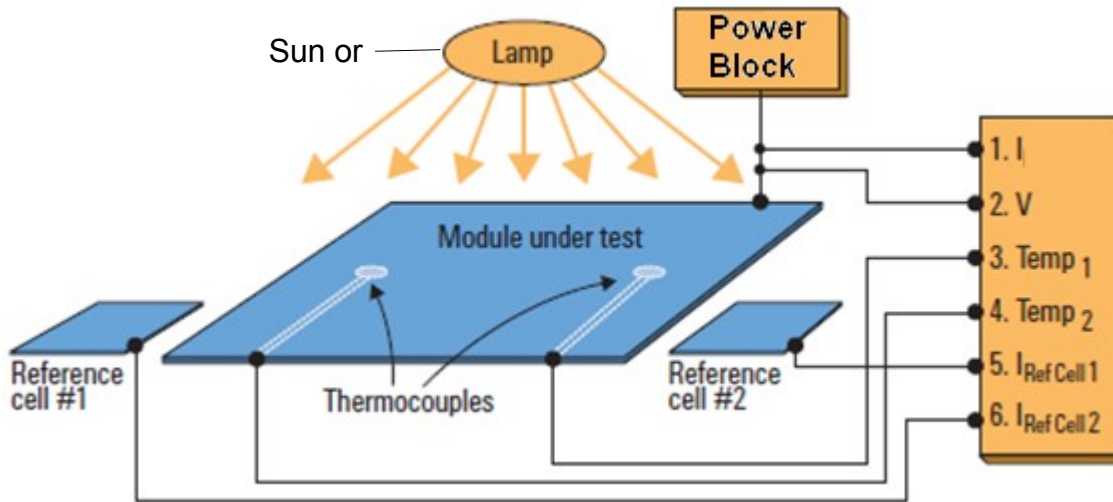 Sun or
Lamp
Power
Block
Module under test
Reference
cell #1
Thermocouples
Reference
cell #2
1. I
2. V
3. Temp 1
4. Temp 2
5. I Ref Cell 1
6. I Ref Cell 2